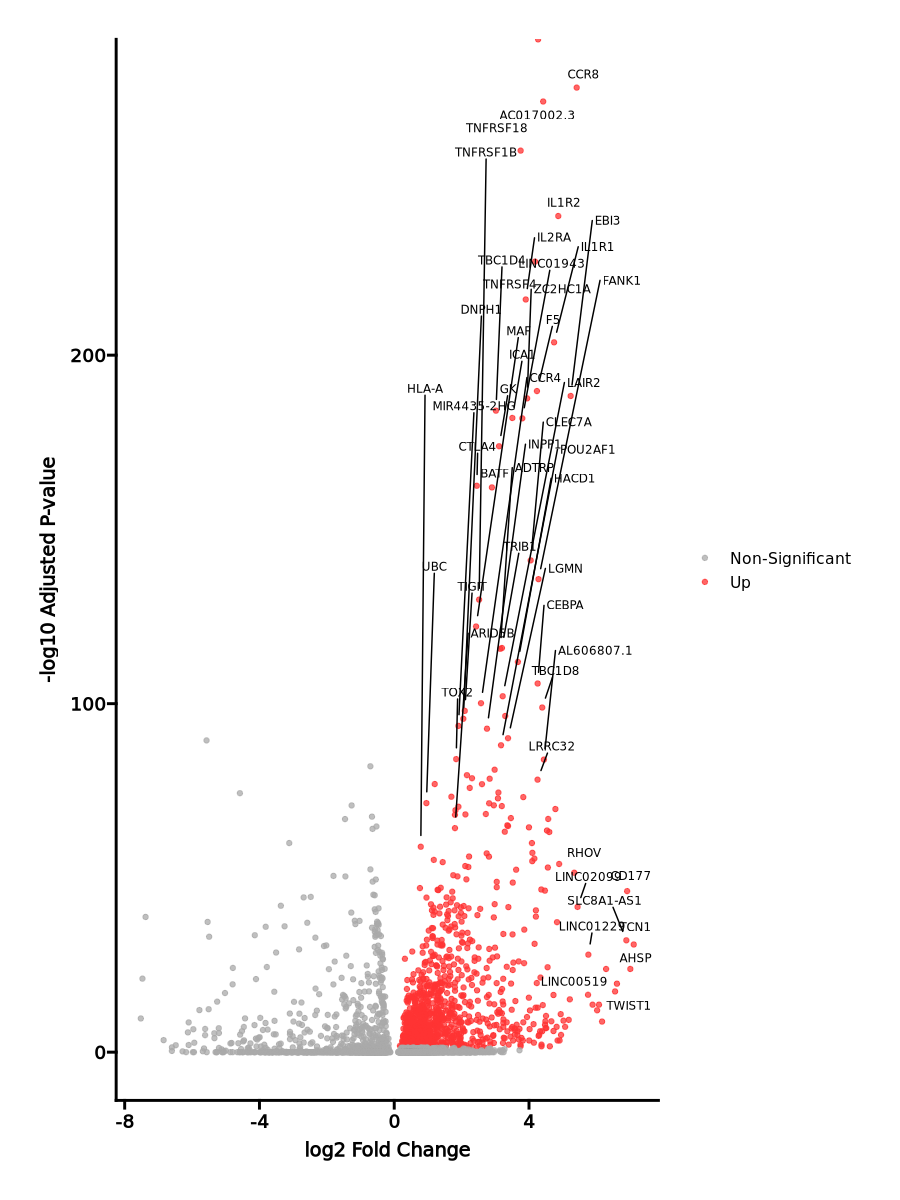 CCR8
AC017002.3
TNFRSF18
TNFRSF1B
IL1R2
EBI3
IL2RA
IL1R1
TBC1D4
LINC01943
FANK1
TNFRSF4
ZC2HC1A
DNPH1
F5
MAF
ICA1
200
CCR4
LAIR2
HLA-A
GK
MIR4435-2HG
CLEC7A
CTLA4
INPP1
POU2AF1
BATF
ADTRP
HACD1
TRIB1
Non-Significant
UBC
LGMN
Up
TIGIT
CEBPA
ARID5B
AL606807.1
TBC1D8
TOX2
100
LRRC32
RHOV
LINC02099
CD177
SLC8A1-AS1
LINC01229
TCN1
AHSP
LINC00519
TWIST1
0
-8
-4
0
4
log2 Fold Change
-log10 Adjusted P-value